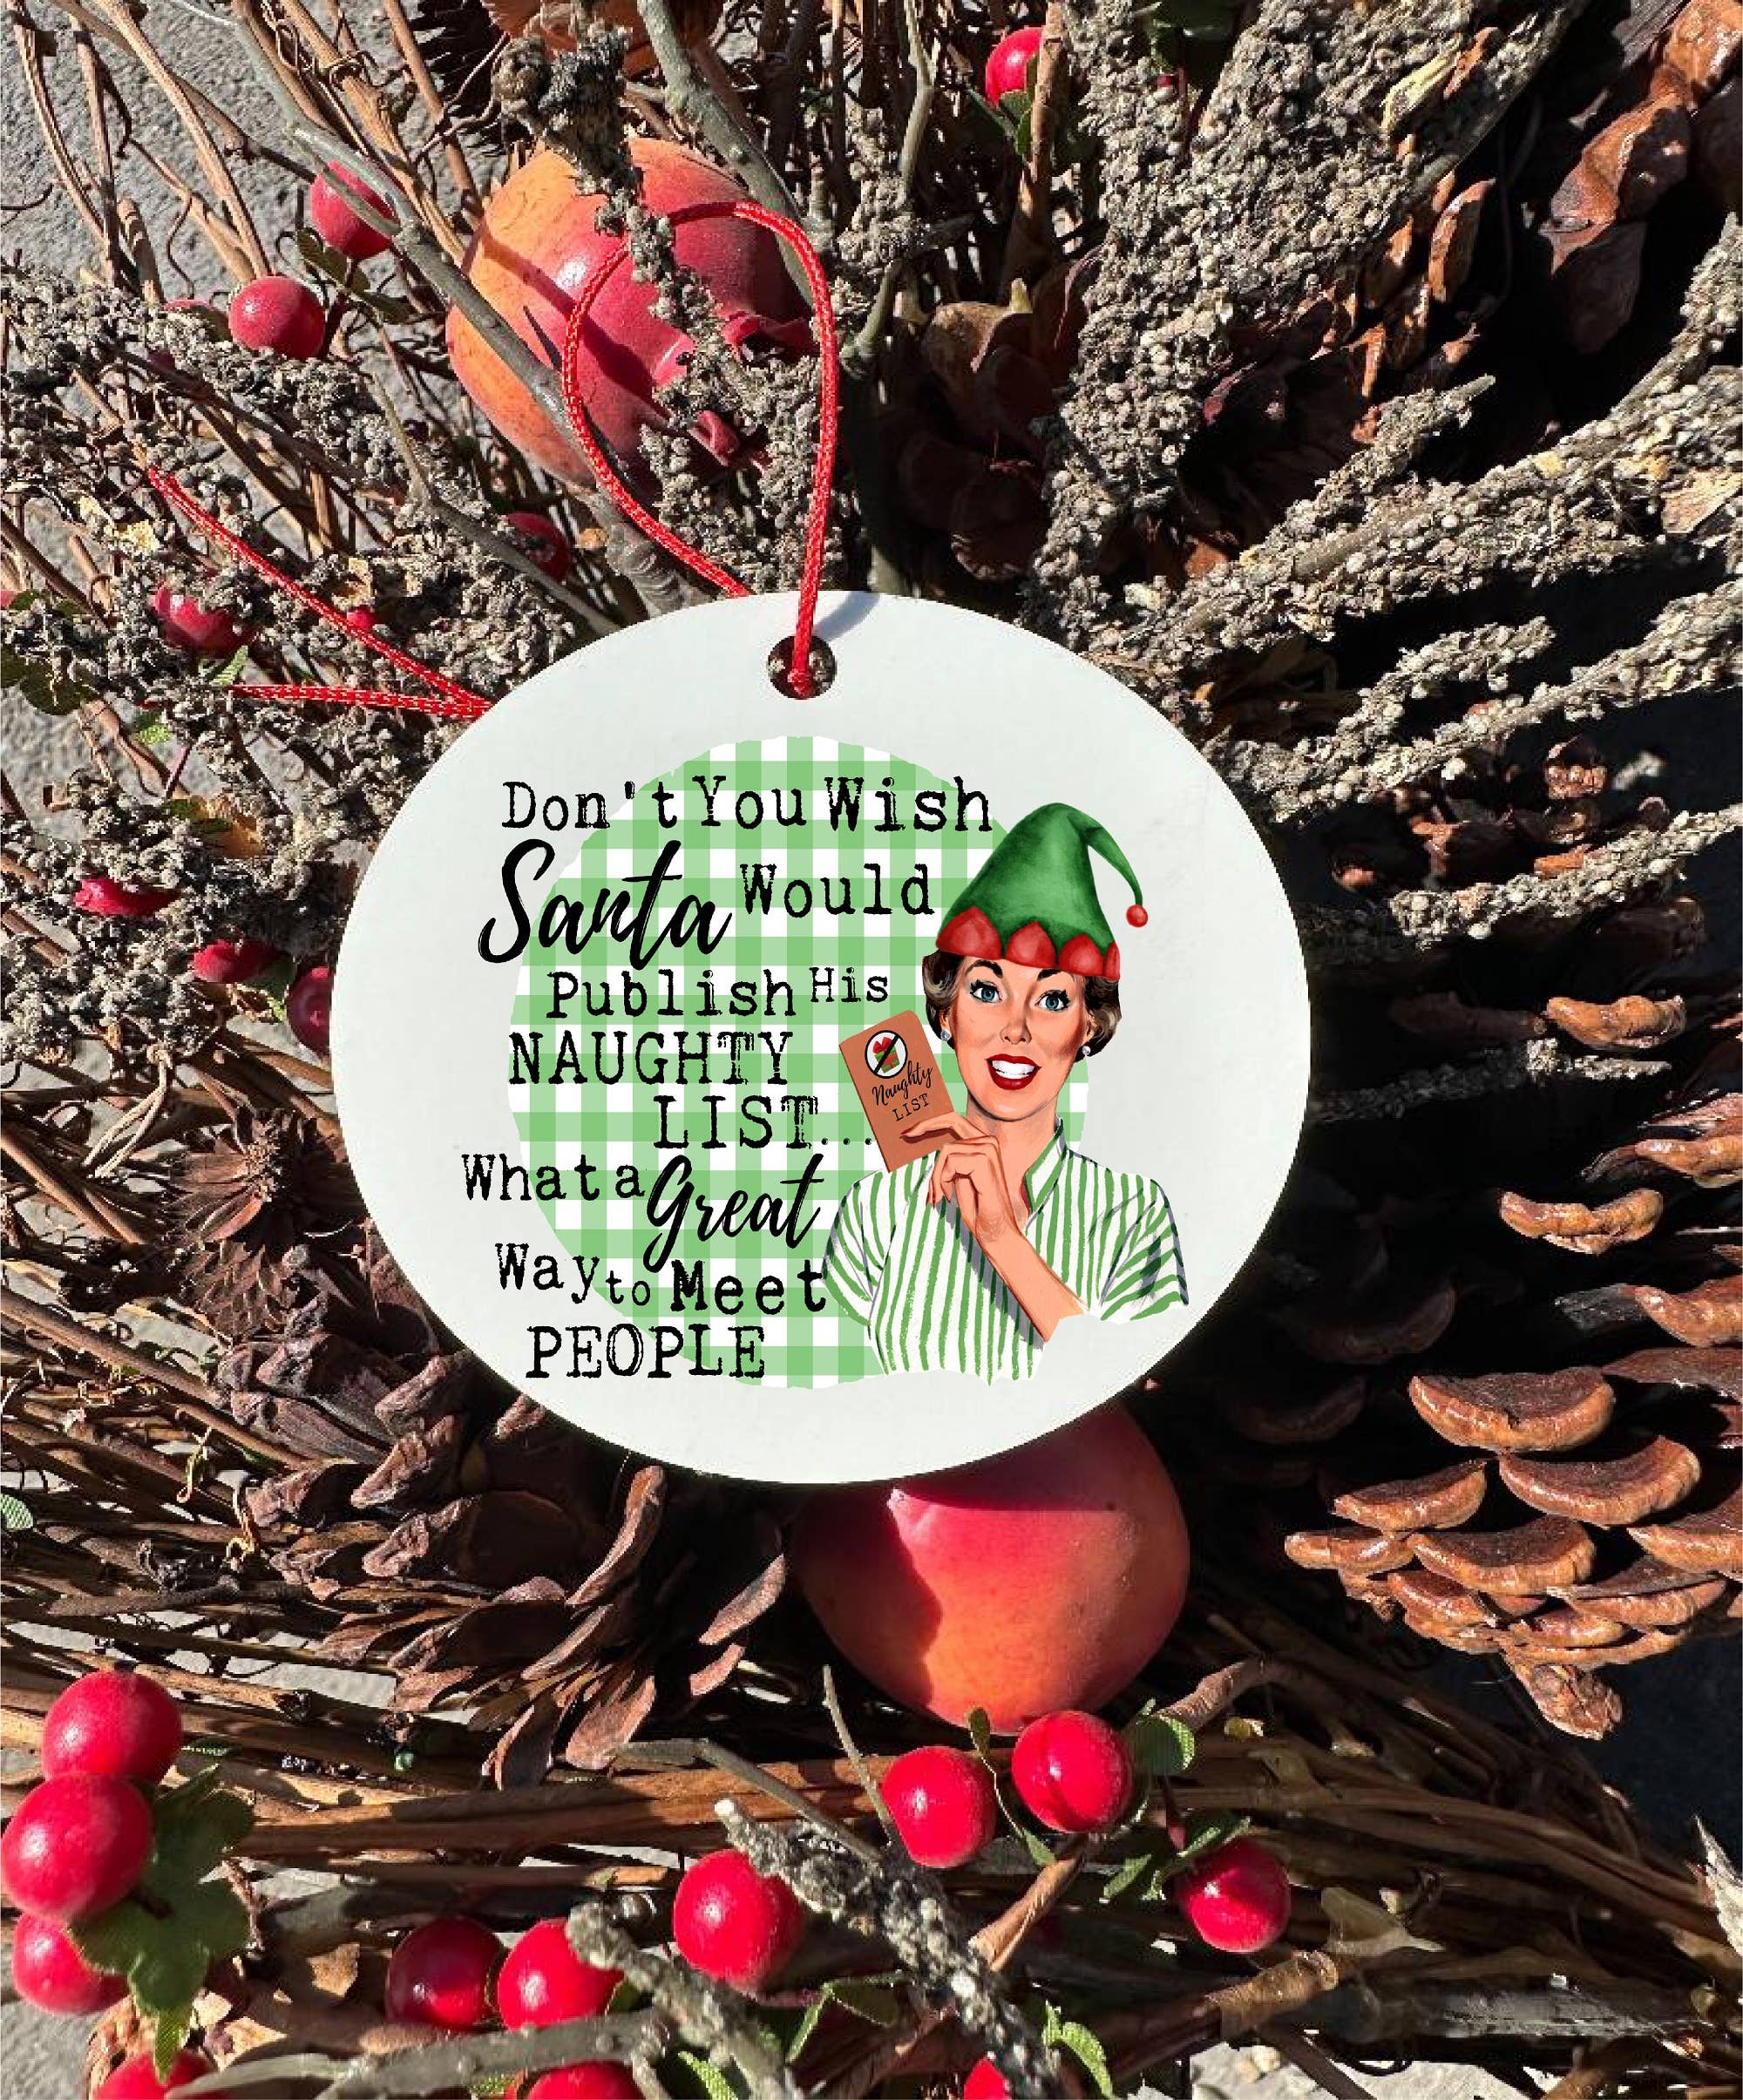 Don't You Wish
Santa Would
Publish His
NAUGHTY
LIST...
What a Great
Way to Meet
PEOPLE
Naughty
LIST